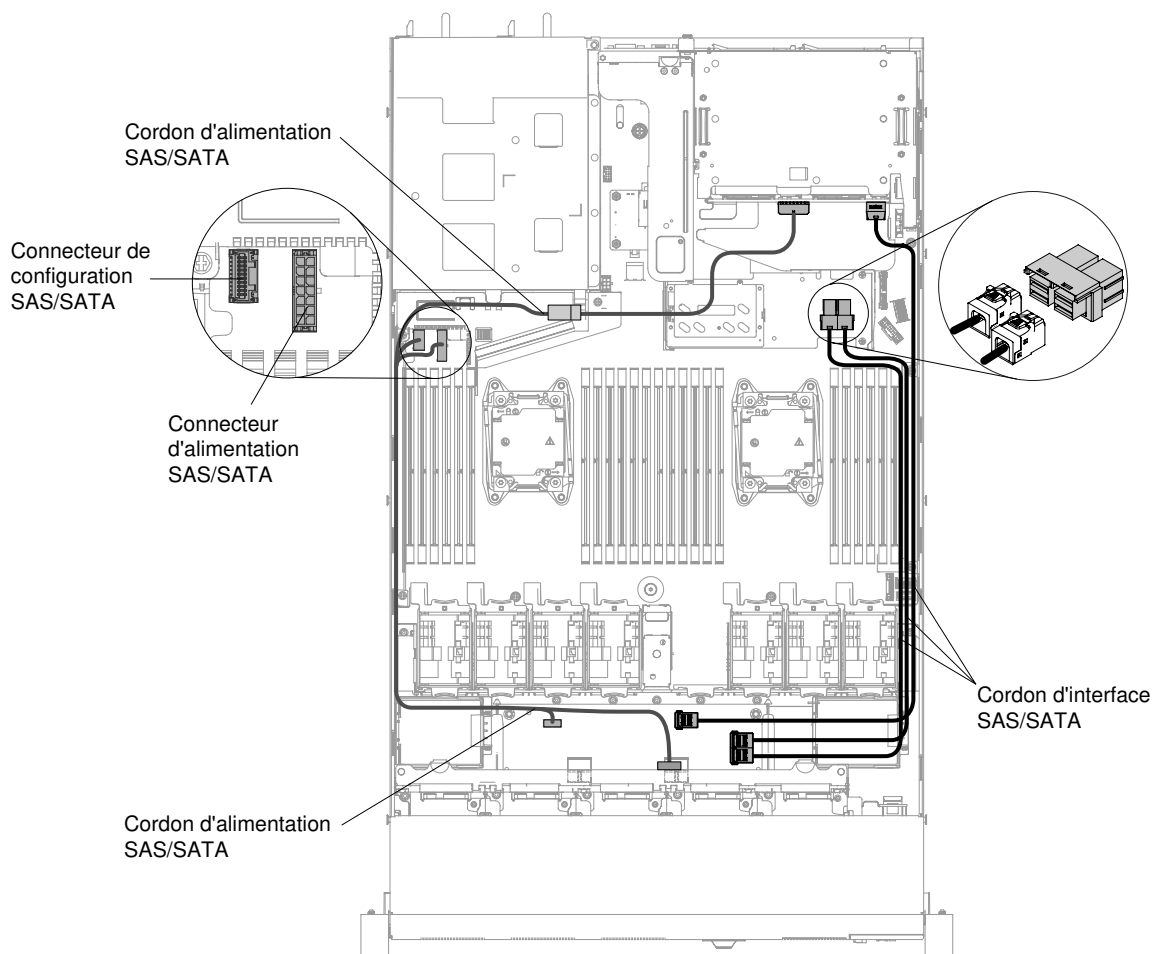 Cordon d'alimentation
SAS/SATA
Connecteur de
configuration
SAS/SATA
Connecteur
d'alimentation
SAS/SATA
Cordon d'interface
SAS/SATA
Cordon d'alimentation
SAS/SATA